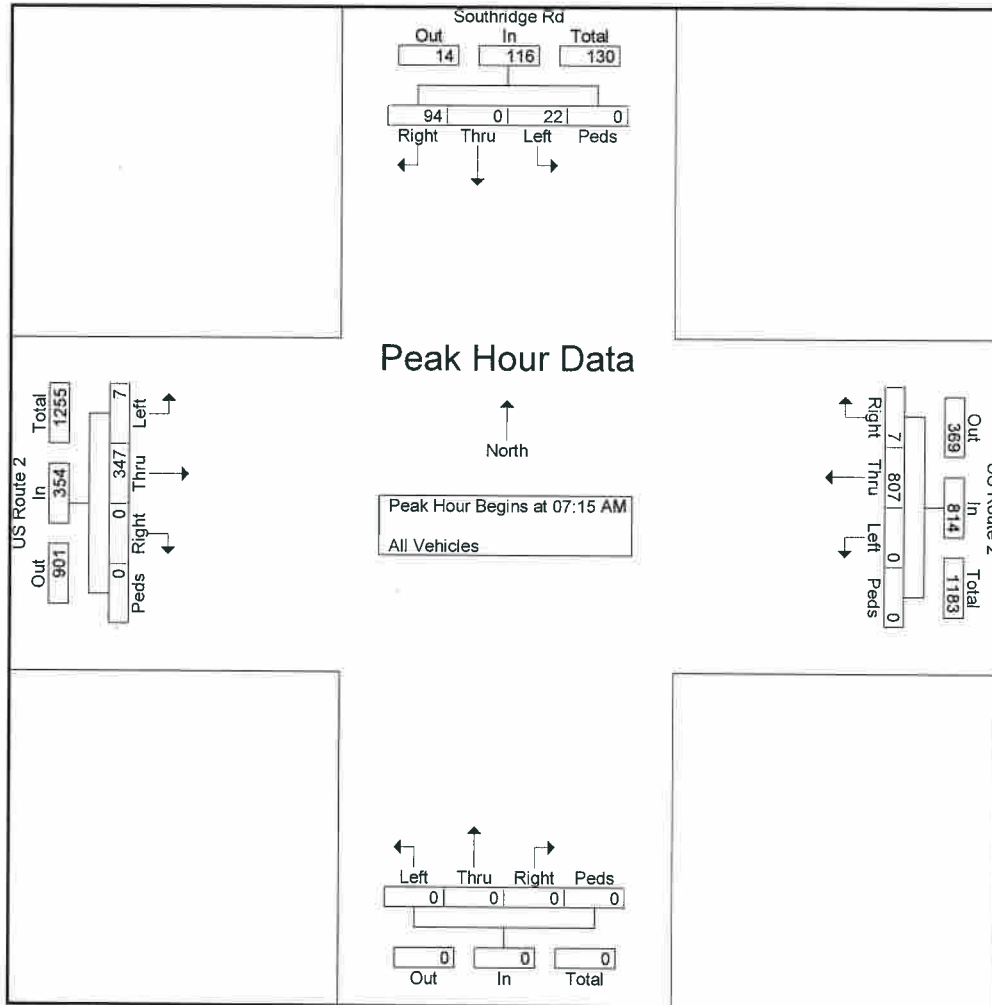 Southridge Rd
Out In Total
14 116 130
94 0 22 0
Right Thru Left Peds
Peak Hour Data
North
Peak Hour Begins at 07:15 AM
All Vehicles
US Route 2
Out In Total
901 354 1255
7 347 0 0
Left Thru Right Peds
US Route 2
Out In Total
369 814 1183
7 807 0 0
Right Thru Left Peds
Left Thru Right Peds
0 0 0 0
0 0 0
Out In Total